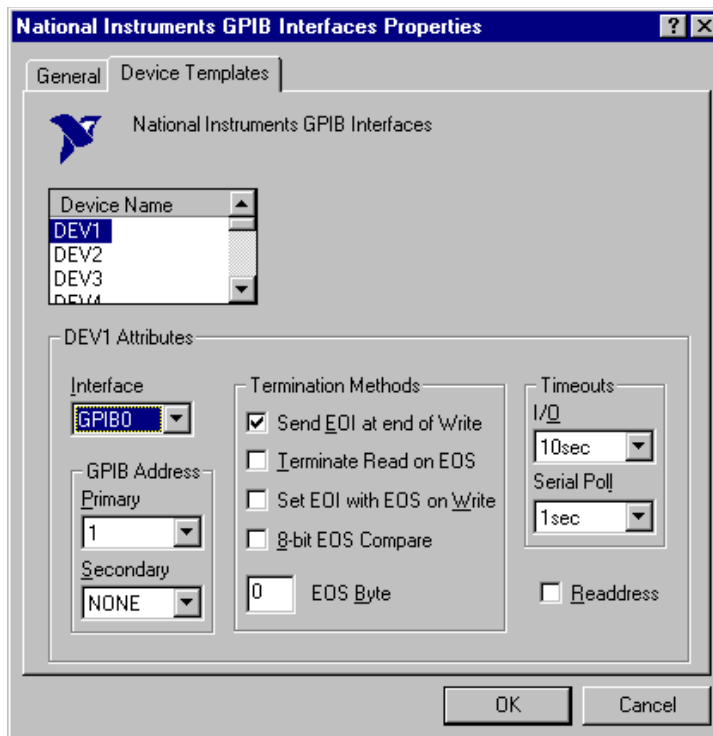 National Instruments GPIB Interfaces Properties
General
Device Templates
National Instruments GPIB Interfaces
Device Name
DEV1
DEV2
DEV3
DEV4
DEV1 Attributes
Interface
GPIB0
GPIB Address
Primary
1
Secondary
NONE
Termination Methods
Send EOI at end of Write
Terminate Read on EOS
Set EOI with EOS on Write
8-bit EOS Compare
0 EOS Byte
Timeouts
I/O
10sec
Serial Poll
1sec
Readdress
OK
Cancel